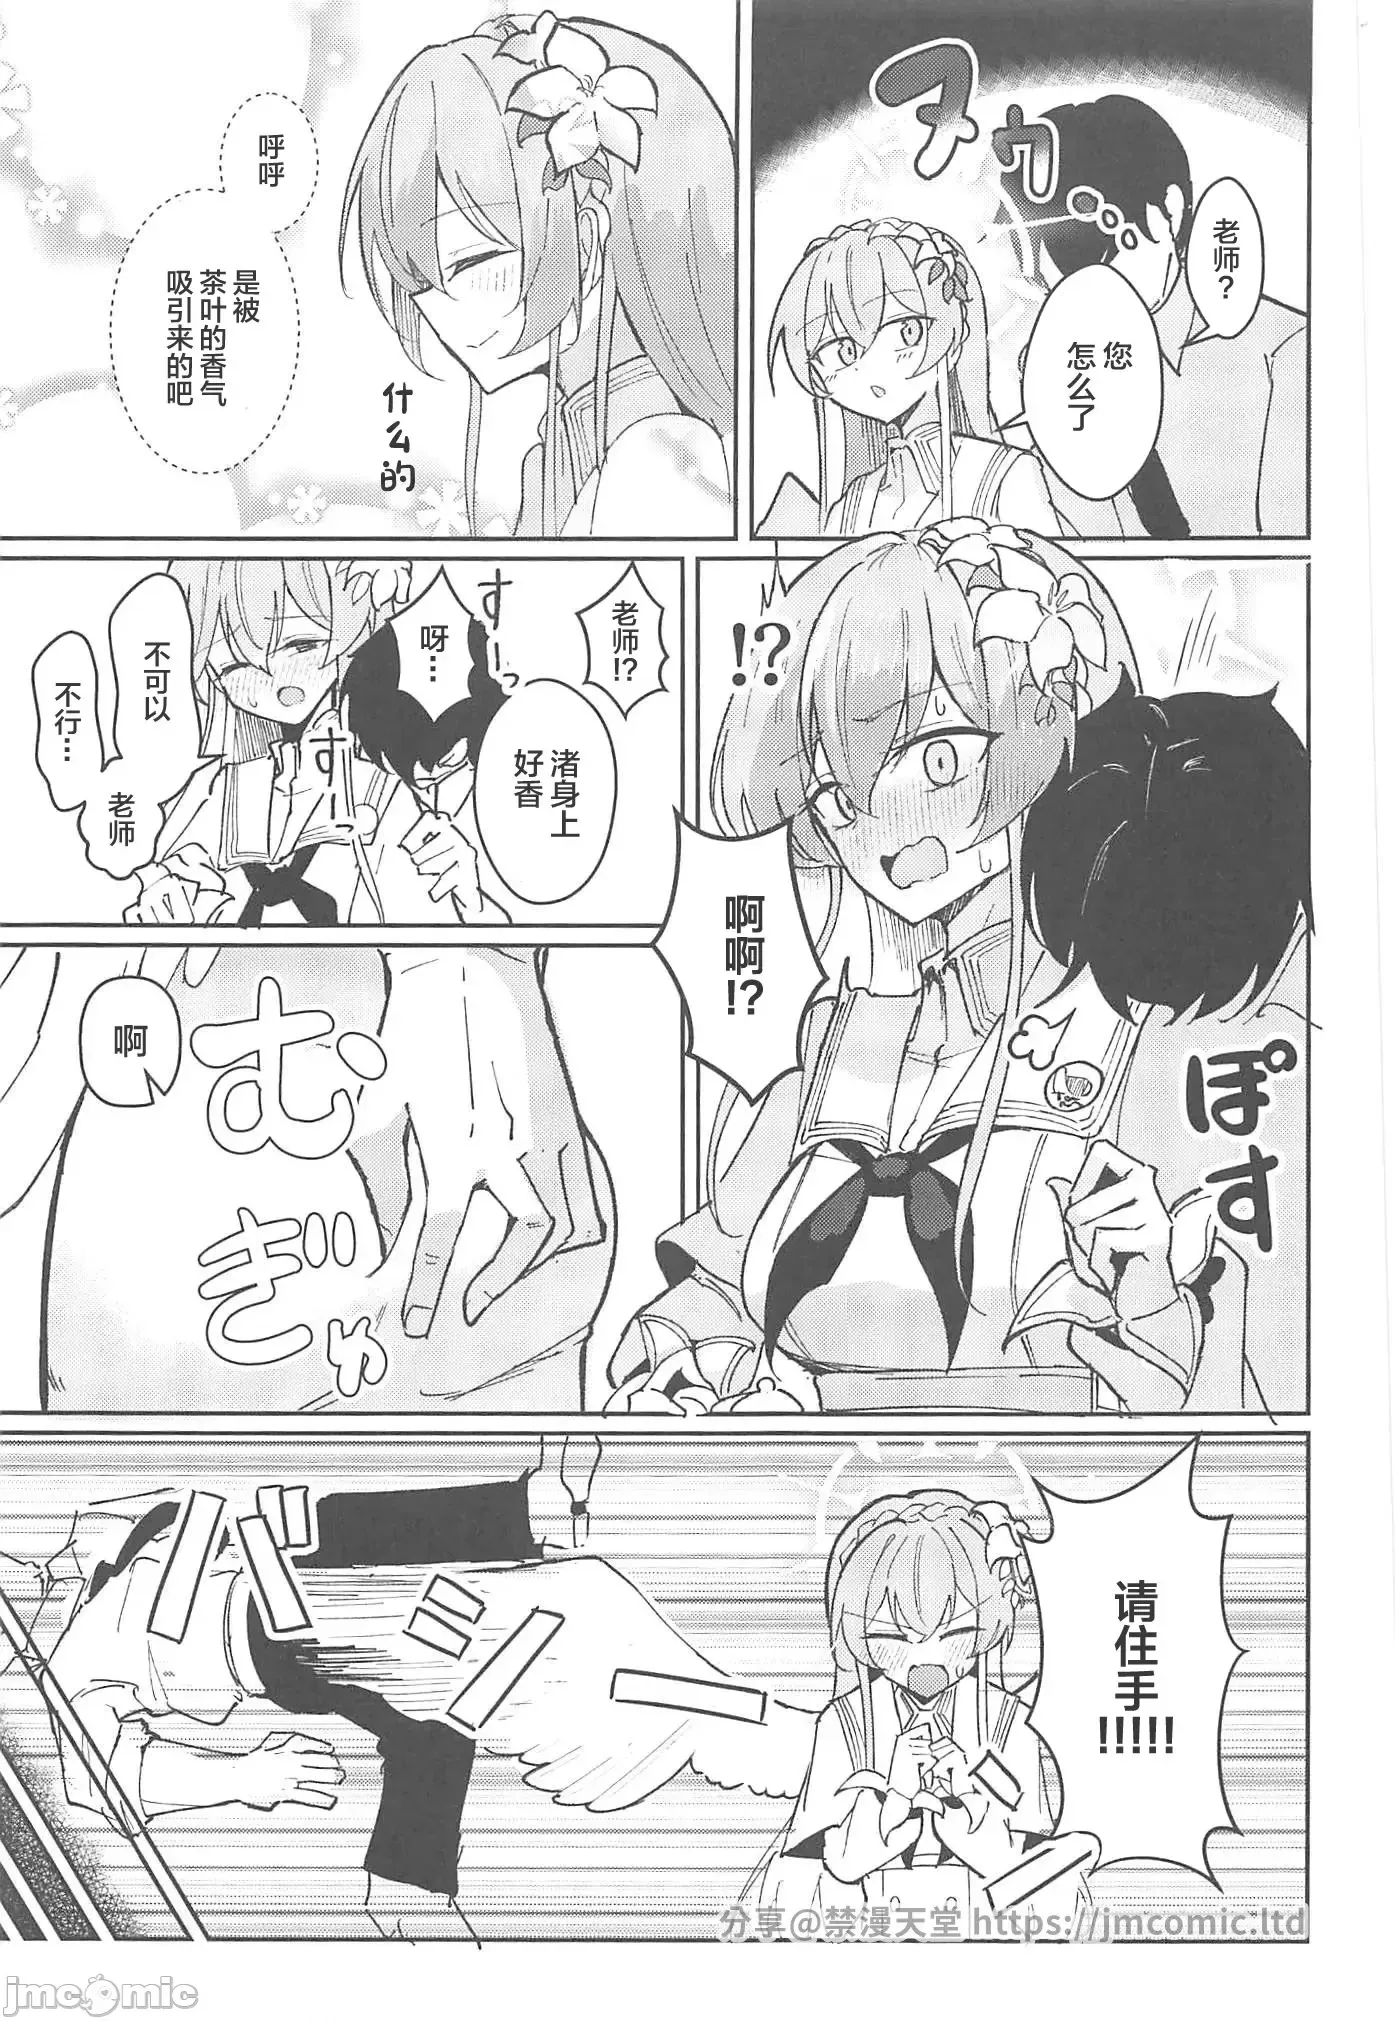 ヌウ…
老师？
您
怎么了
呼呼
是被
茶叶的香气
吸引来的吧
什么的
!?
啊啊!?
ぽす
老师!?
すーっ
呀…
渚身上
好香
すーっ
不可以
不行…
老师
啊
むぎゅ
请住手
!!!!!
バシーーン
分享@禁漫天堂 https://jmcomic.ltd
jmcomic